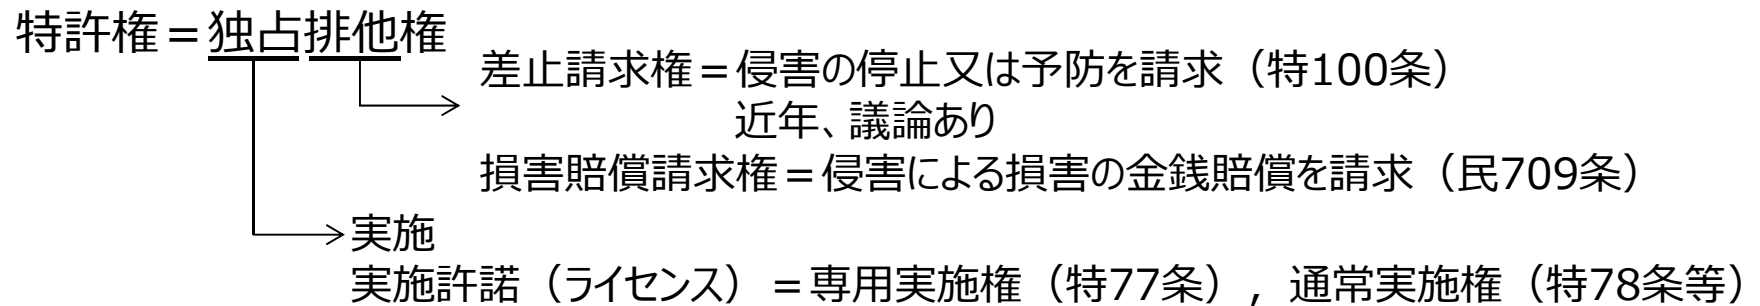 特許権＝独占排他権
差止請求権＝侵害の停止又は予防を請求（特100条）
近年、議論あり
損害賠償請求権＝侵害による損害の金銭賠償を請求（民709条）
実施
実施許諾（ライセンス）＝専用実施権（特77条），通常実施権（特78条等）